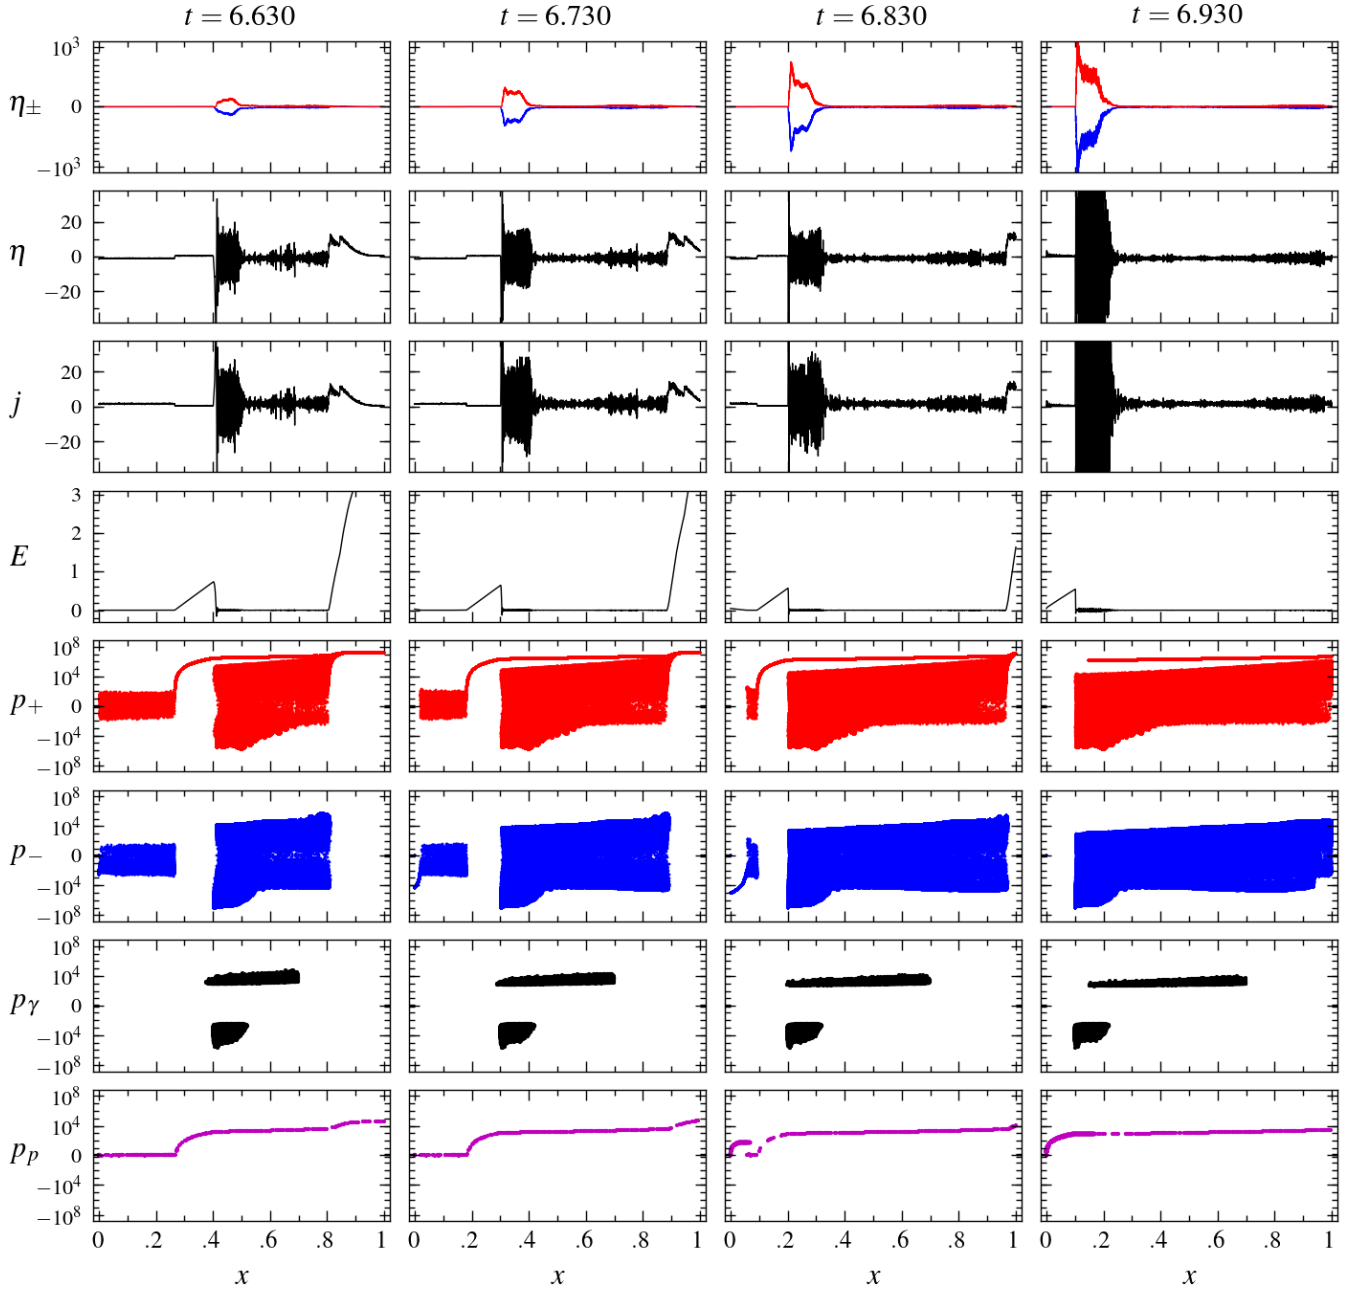 t = 6.630 t = 6.730 t = 6.830 t = 6.930
10³
η± 0
−10³
20
η 0
−20
20
j 0
−20
3
2
E
1
0
10⁸
10⁴
p₊ 0
−10⁴
−10⁸
10⁸
10⁴
p₋ 0
−10⁴
−10⁸
10⁸
10⁴
pγ 0
−10⁴
−10⁸
10⁸
10⁴
pₚ 0
−10⁴
−10⁸
0 .2 .4 .6 .8 1 0 .2 .4 .6 .8 1 0 .2 .4 .6 .8 1 0 .2 .4 .6 .8 1
x x x x